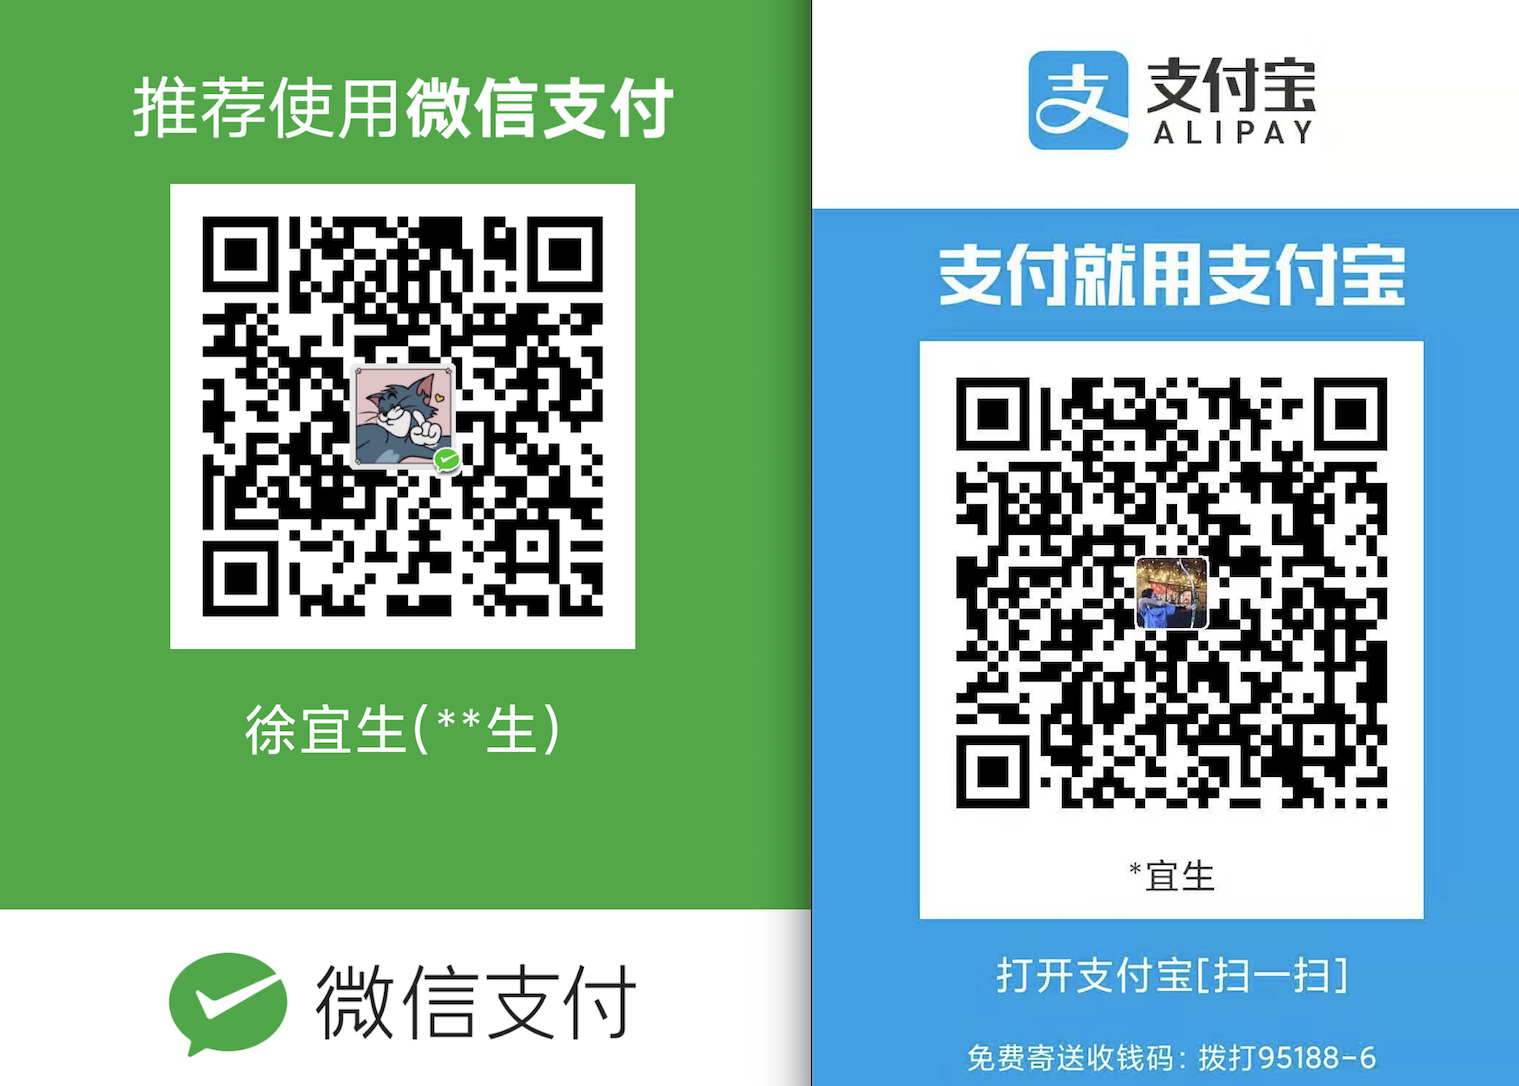 推荐使用微信支付
徐宜生(**生)
微信支付
支付宝
ALIPAY
支付就用支付宝
*宜生
打开支付宝[扫一扫]
免费寄送收钱码：拨打95188-6